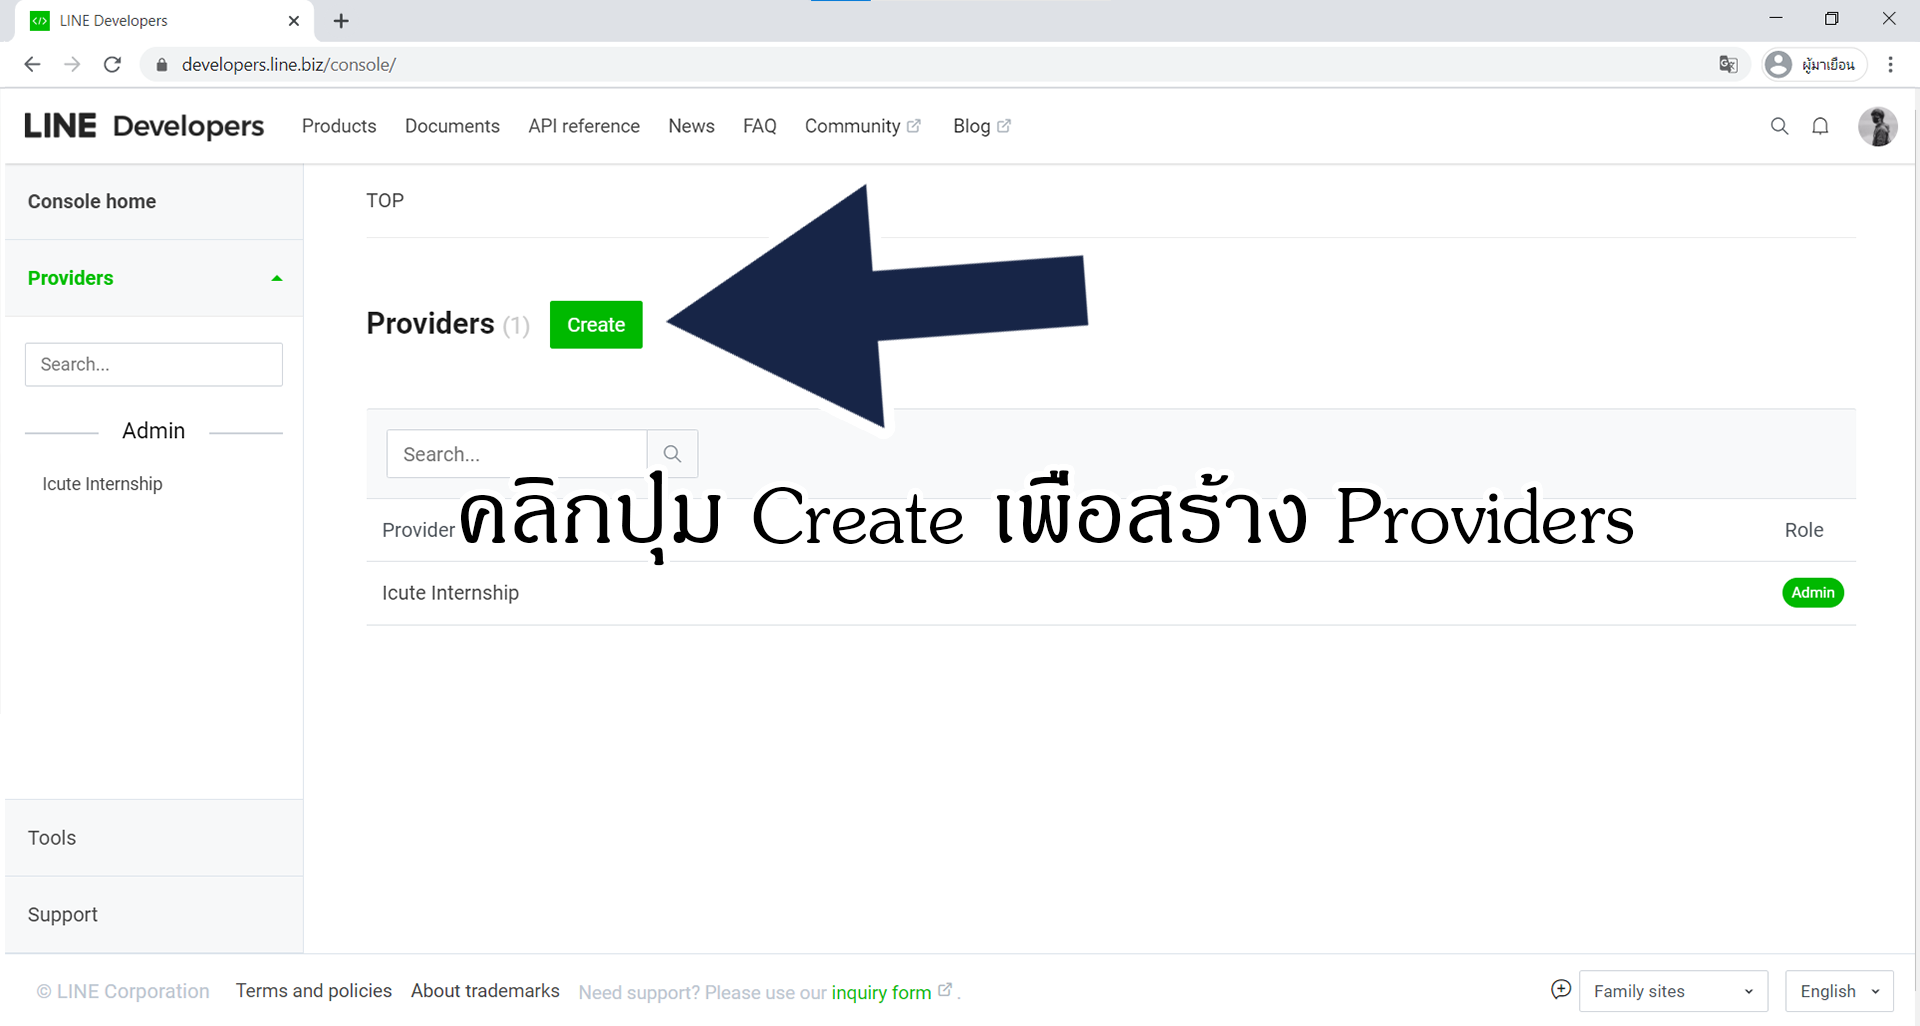 LINE Developers
developers.line.biz/console/
ผู้มาเยือน
LINE Developers Products Documents API reference News FAQ Community Blog
Console home
Providers
Search...
Admin
Icute Internship
Tools
Support
TOP
Providers (1) Create
Search...
คลิกปุ่ม Create เพื่อสร้าง Providers
Provider Role
Icute Internship Admin
© LINE Corporation Terms and policies About trademarks Need support? Please use our inquiry form . Family sites English